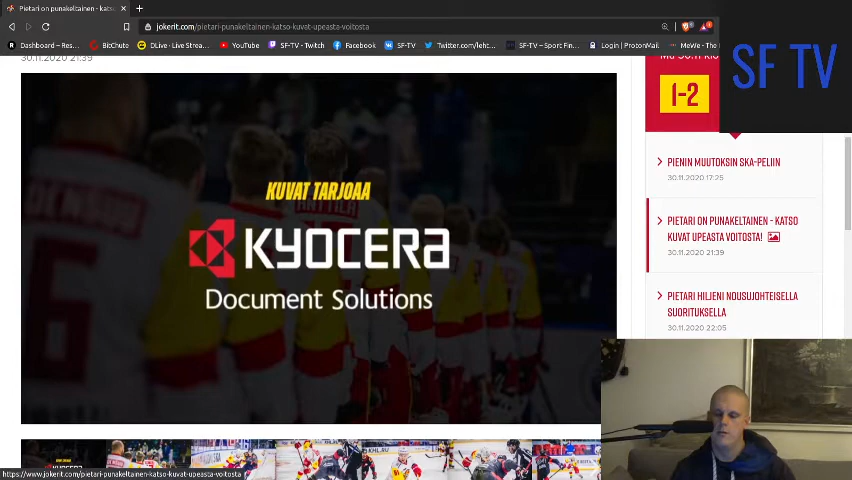 Pietari on punakeltainen - katso
jokerit.com/pietari-punakeltainen-katso-kuvat-upeasta-voitosta
Dashboard – Res... BitChute DLive · Live Stream... YouTube SF-TV - Twitch Facebook SF-TV Twitter.com/leht... SF-TV – Sport Fin... Login | ProtonMail MeWe - The
SF TV
30.11.2020 21:39
1-2
KUVAT TARJOAA
KYOCERA
Document Solutions
PIENIN MUUTOKSIN SKA-PELIIN
30.11.2020 17:25
PIETARI ON PUNAKELTAINEN - KATSO
KUVAT UPEASTA VOITOSTA!
30.11.2020 21:39
PIETARI HILJENI NOUSUJOHTEISELLA
SUORITUKSELLA
30.11.2020 22:05
https://www.jokerit.com/pietari-punakeltainen-katso-kuvat-upeasta-voitosta